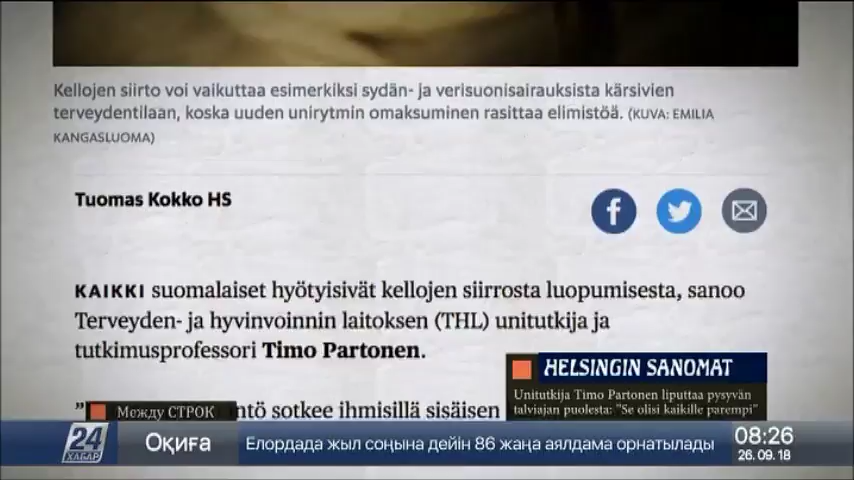 Kellojen siirto voi vaikuttaa esimerkiksi sydän- ja verisuonisairauksista kärsivien
terveydentilaan, koska uuden unirytmin omaksuminen rasittaa elimistöä. (KUVA: EMILIA
KANGASLUOMA)
Tuomas Kokko HS
KAIKKI suomalaiset hyötyisivät kellojen siirrosta luopumisesta, sanoo
Terveyden- ja hyvinvoinnin laitoksen (THL) unitutkija ja
tutkimusprofessori Timo Partonen.
HELSINGIN SANOMAT
Unitutkija Timo Partonen liputtaa pysyvän
talviajan puolesta: "Se olisi kaikille parempi"
sotkee ihmisillä sisäisen
Между СТРОК
24
ХАБАР
Оқиға
Елордада жыл соңына дейін 86 жаңа аялдама орнатылады
08:26
26.09.18